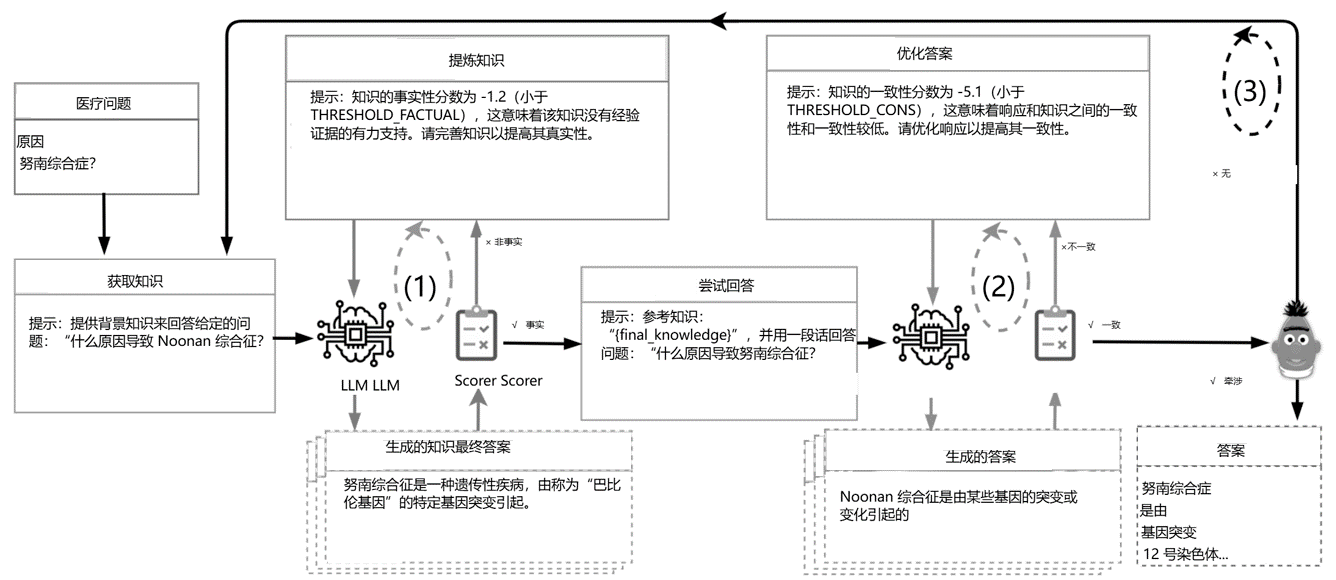 医疗问题
原因
努南综合症?
获取知识
提示：提供背景知识来回答给定的问
题：“什么原因导致 Noonan 综合征?
提炼知识
提示：知识的事实性分数为 -1.2（小于
THRESHOLD_FACTUAL），这意味着该知识没有经验
证据的有力支持。请完善知识以提高其真实性。
(1)
× 非事实
√ 事实
LLM LLM
Scorer Scorer
生成的知识最终答案
努南综合征是一种遗传性疾病，由称为“巴比
伦基因”的特定基因突变引起。
尝试回答
提示：参考知识：
“{final_knowledge}”，并用一段话回答
问题：“什么原因导致努南综合征?
优化答案
提示：知识的一致性分数为 -5.1（小于
THRESHOLD_CONS），这意味着响应和知识之间的一致
性和一致性较低。请优化响应以提高其一致性。
(2)
×不一致
√ 一致
生成的答案
Noonan 综合征是由某些基因的突变或
变化引起的
(3)
× 无
√ 牵涉
答案
努南综合症
是由
基因突变
12 号染色体...